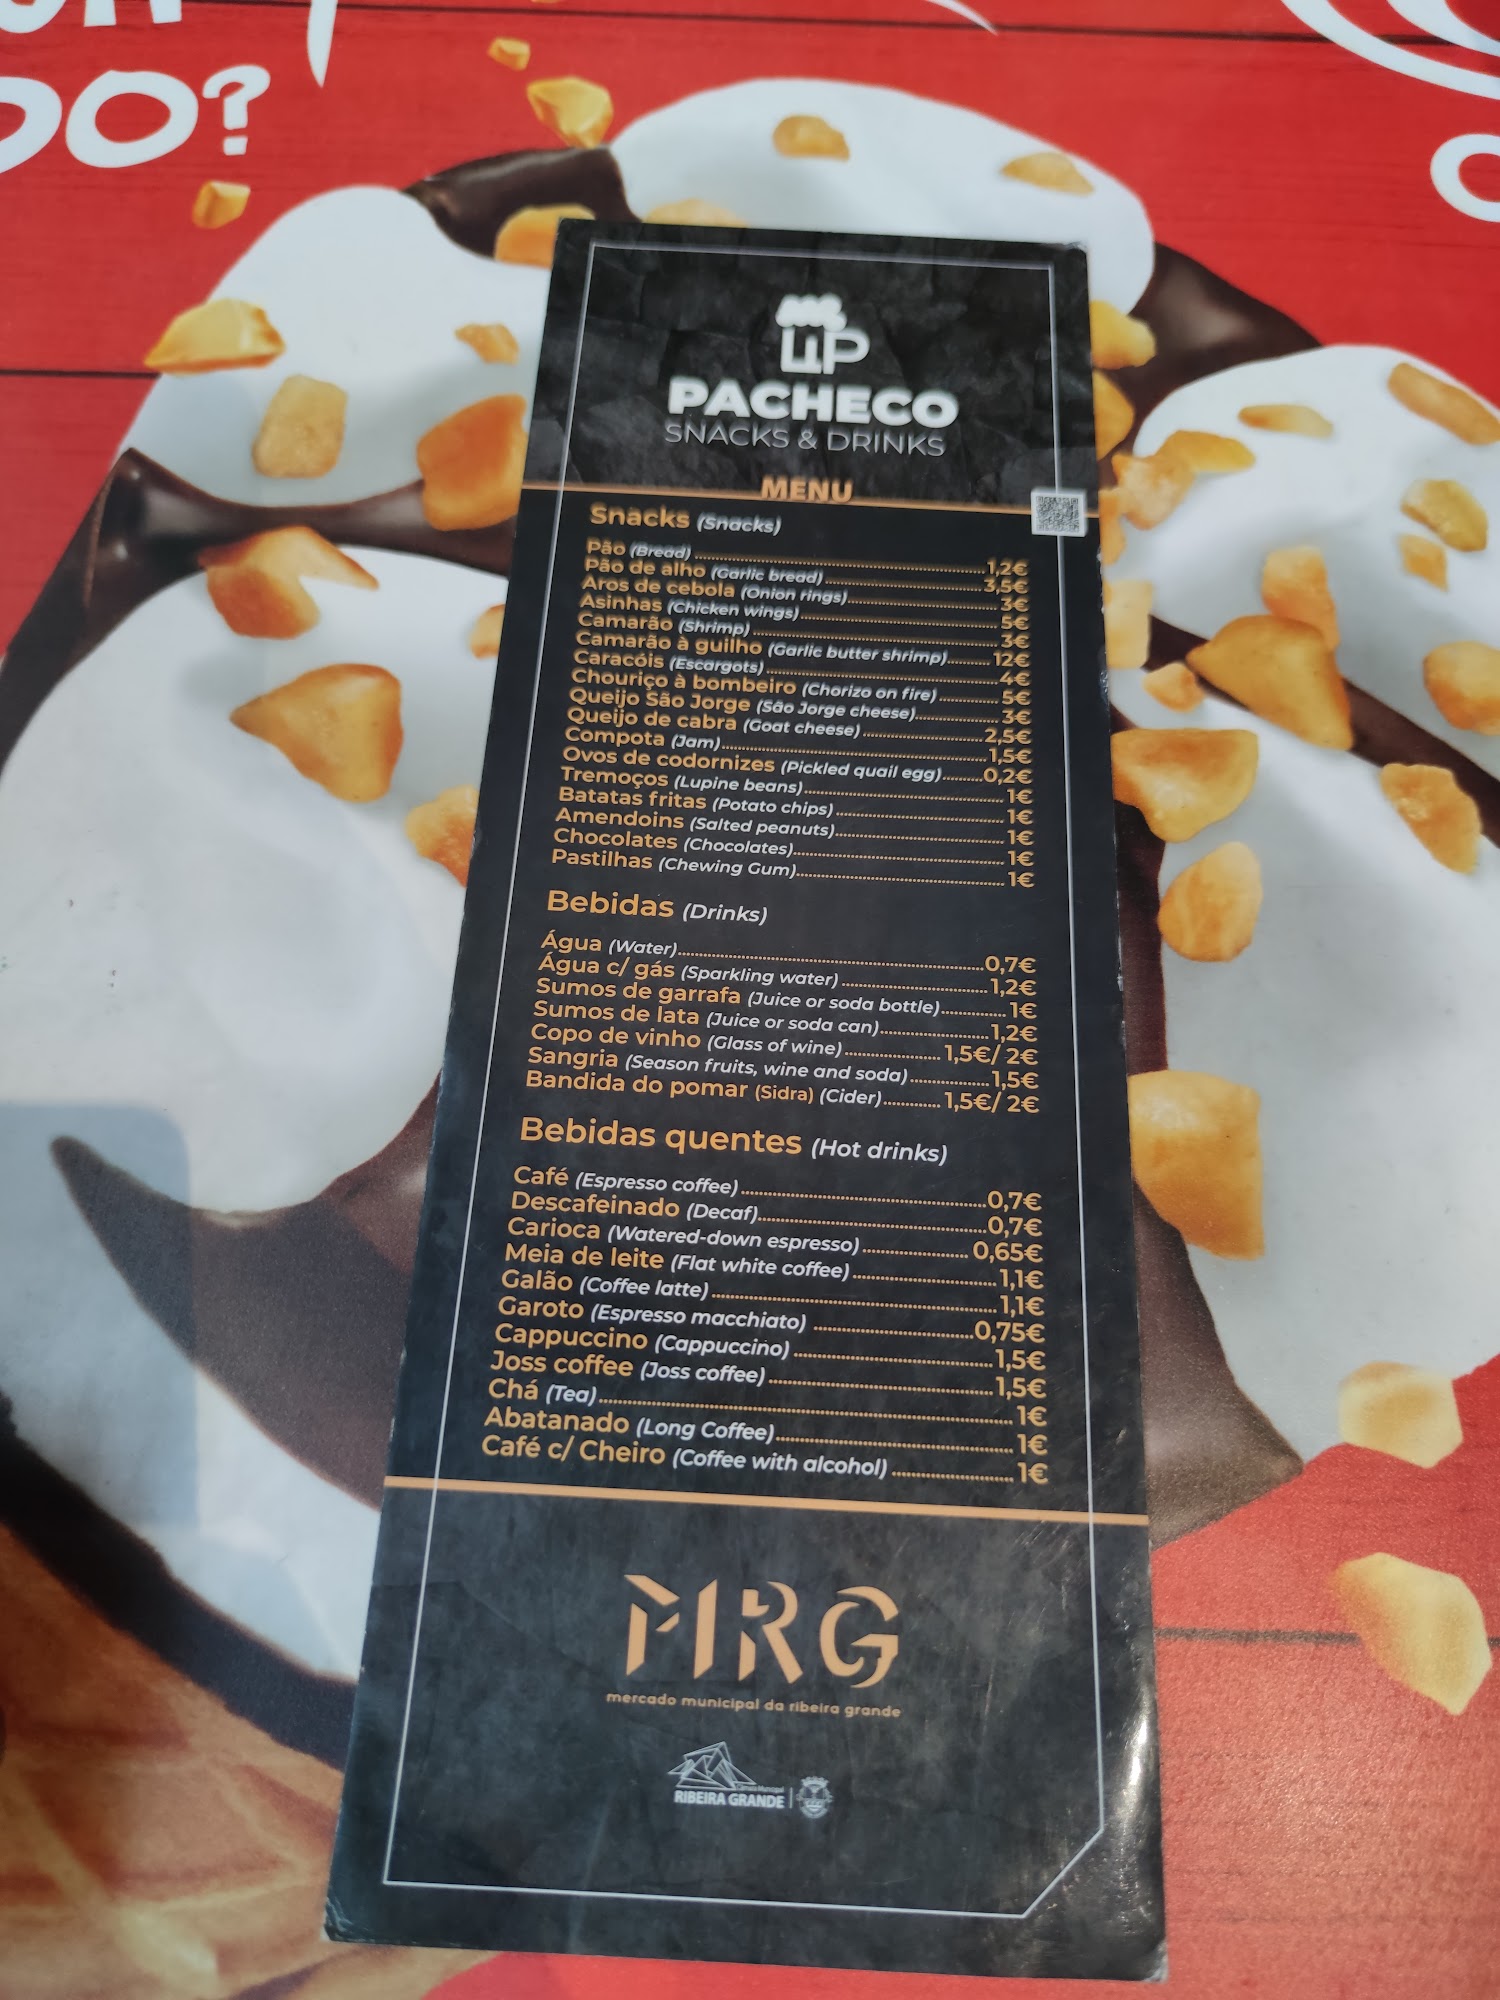 DO?
PACHECO
SNACKS & DRINKS
MENU
Snacks (Snacks)
Pão (Bread) 1,2€
Pão de alho (Garlic bread) 3,5€
Aros de cebola (Onion rings) 3€
Asinhas (Chicken wings) 5€
Camarão (Shrimp) 3€
Camarão à guilho (Garlic butter shrimp) 12€
Caracóis (Escargots) 4€
Chouriço à bombeiro (Chorizo on fire) 5€
Queijo São Jorge (São Jorge cheese) 3€
Queijo de cabra (Goat cheese) 2,5€
Compota (Jam) 1,5€
Ovos de codornizes (Pickled quail egg) 0,2€
Tremoços (Lupine beans) 1€
Batatas fritas (Potato chips) 1€
Amendoins (Salted peanuts) 1€
Chocolates (Chocolates) 1€
Pastilhas (Chewing Gum) 1€
Bebidas (Drinks)
Água (Water) 0,7€
Água c/ gás (Sparkling water) 1,2€
Sumos de garrafa (Juice or soda bottle) 1€
Sumos de lata (Juice or soda can) 1,2€
Copo de vinho (Glass of wine) 1,5€/ 2€
Sangria (Season fruits, wine and soda) 1,5€
Bandida do pomar (Sidra) (Cider) 1,5€/ 2€
Bebidas quentes (Hot drinks)
Café (Espresso coffee) 0,7€
Descafeinado (Decaf) 0,7€
Carioca (Watered-down espresso) 0,65€
Meia de leite (Flat white coffee) 1,1€
Galão (Coffee latte) 1,1€
Garoto (Espresso macchiato) 0,75€
Cappuccino (Cappuccino) 1,5€
Joss coffee (Joss coffee) 1,5€
Chá (Tea) 1€
Abatanado (Long Coffee) 1€
Café c/ Cheiro (Coffee with alcohol) 1€
MRG
mercado municipal da ribeira grande
Câmara Municipal
RIBEIRA GRANDE